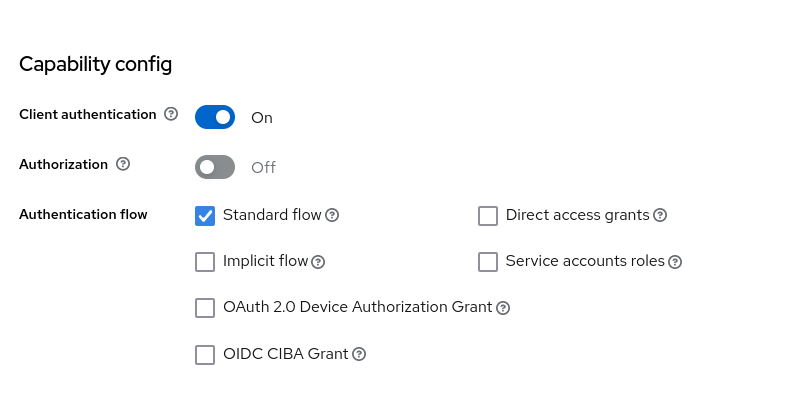 Capability config
Client authentication On
Authorization Off
Authentication flow Standard flow Direct access grants
Implicit flow Service accounts roles
OAuth 2.0 Device Authorization Grant
OIDC CIBA Grant